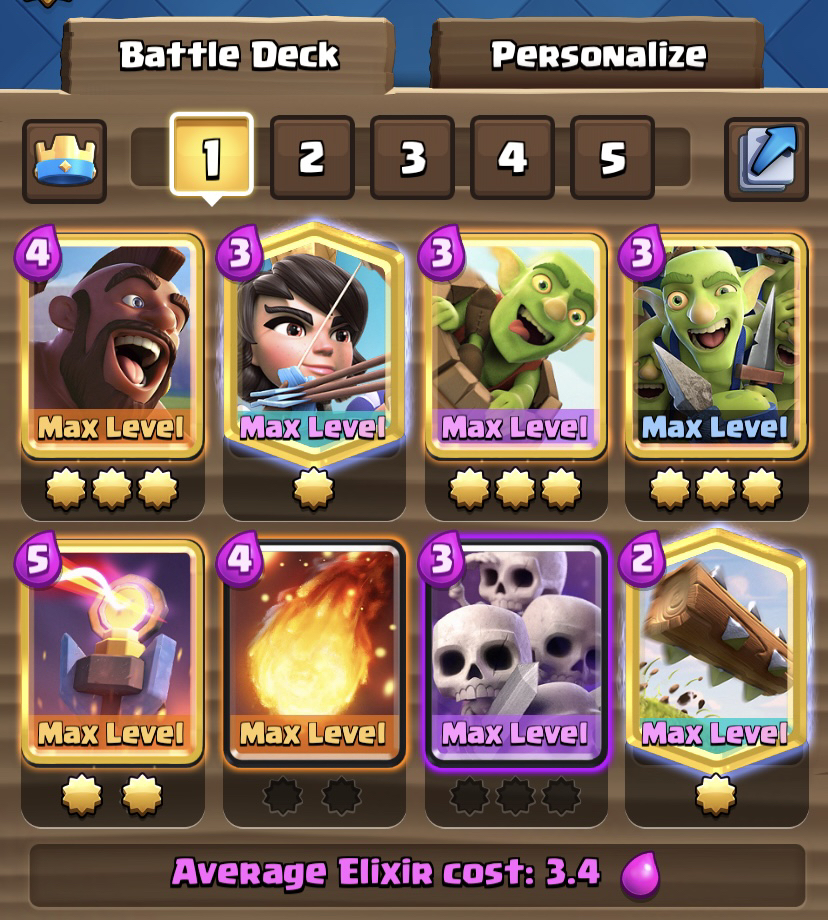 Battle Deck Personalize
1 2 3 4 5
4 3 3 3
Max Level Max Level Max Level Max Level
5 4 3 2
Max Level Max Level Max Level Max Level
Average Elixir cost: 3.4